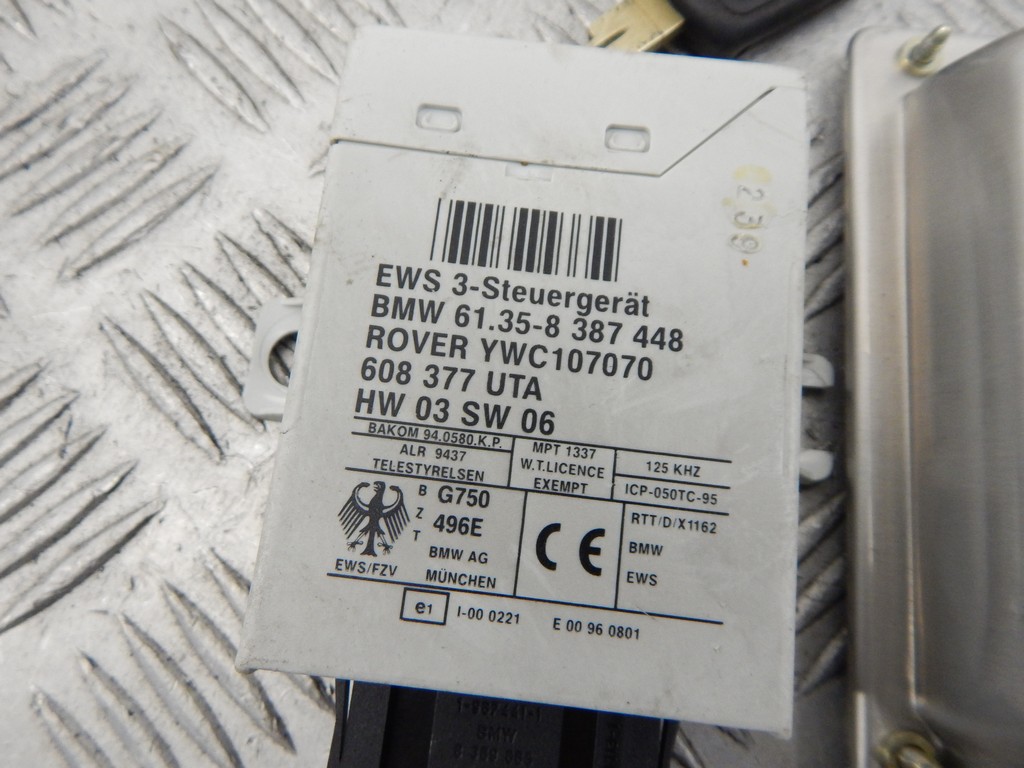 239
EWS 3-Steuergerät
BMW 61.35-8 387 448
ROVER YWC107070
608 377 UTA
HW 03 SW 06
BAKOM 94.0580.K.P.
ALR 9437
TELESTYRELSEN
MPT 1337
W.T.LICENCE
EXEMPT
125 KHZ
ICP-050TC-95
BZT
G750
496E
BMW AG
MÜNCHEN
EWS/FZV
CE
RTT/D/X1162
BMW
EWS
e1 I-00 0221 E 00 96 0801
BMW